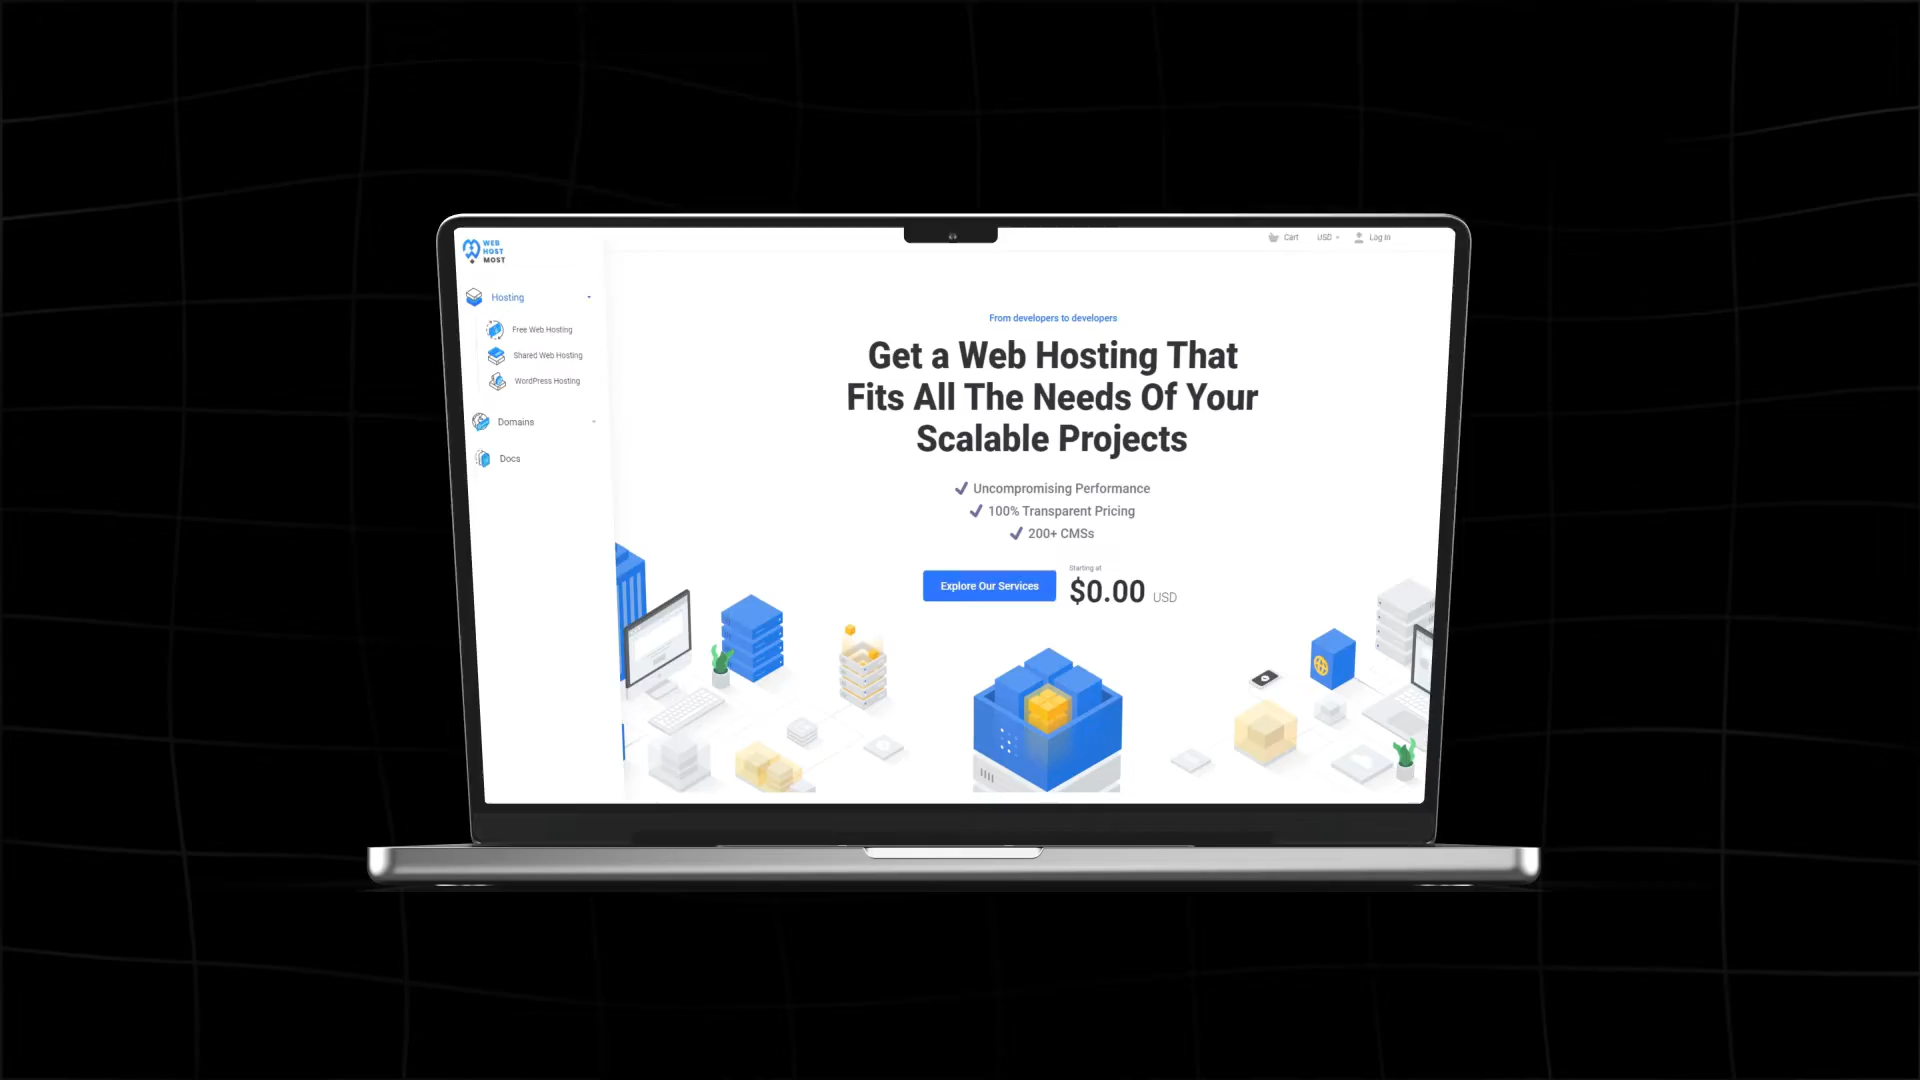 WEB
HOST
MOST
Cart
USD
Log In
Hosting
Free Web Hosting
Shared Web Hosting
WordPress Hosting
Domains
Docs
From developers to developers
Get a Web Hosting That
Fits All The Needs Of Your
Scalable Projects
Uncompromising Performance
100% Transparent Pricing
200+ CMSs
Explore Our Services
Starting at
$0.00 USD